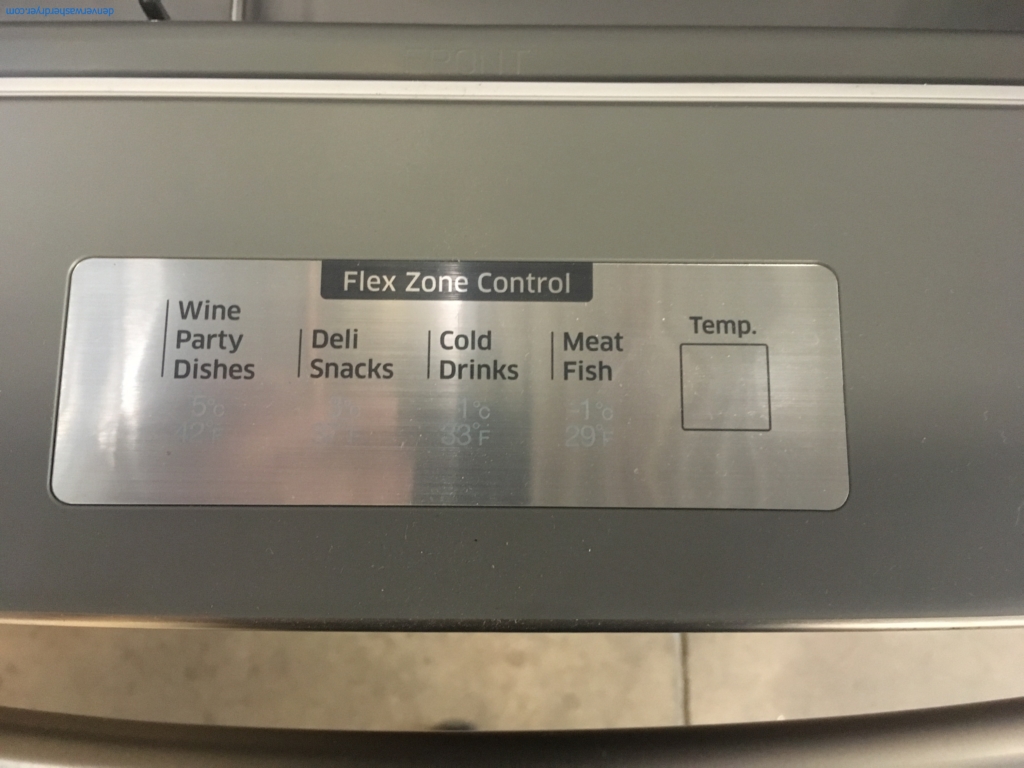 denverwasherdryer.com
FRONT
Flex Zone Control
Wine
Party
Dishes
Deli
Snacks
Cold
Drinks
Meat
Fish
Temp.
5°C
42°F
1°C
33°F
-1°C
29°F